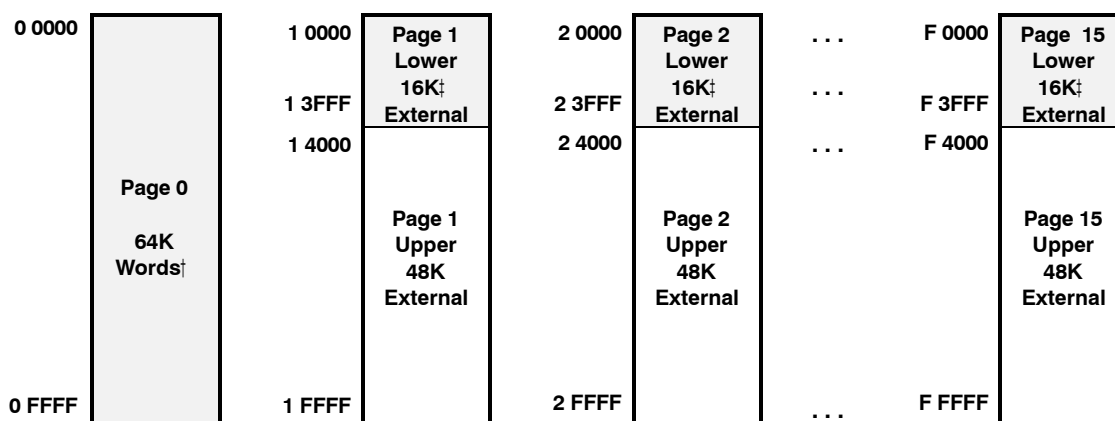 0 0000
Page 0
64K
Words†
0 FFFF
1 0000
Page 1
Lower
16K‡
External
1 3FFF
1 4000
Page 1
Upper
48K
External
1 FFFF
2 0000
Page 2
Lower
16K‡
External
2 3FFF
2 4000
Page 2
Upper
48K
External
2 FFFF
. . .
. . .
. . .
. . .
F 0000
Page 15
Lower
16K‡
External
F 3FFF
F 4000
Page 15
Upper
48K
External
F FFFF